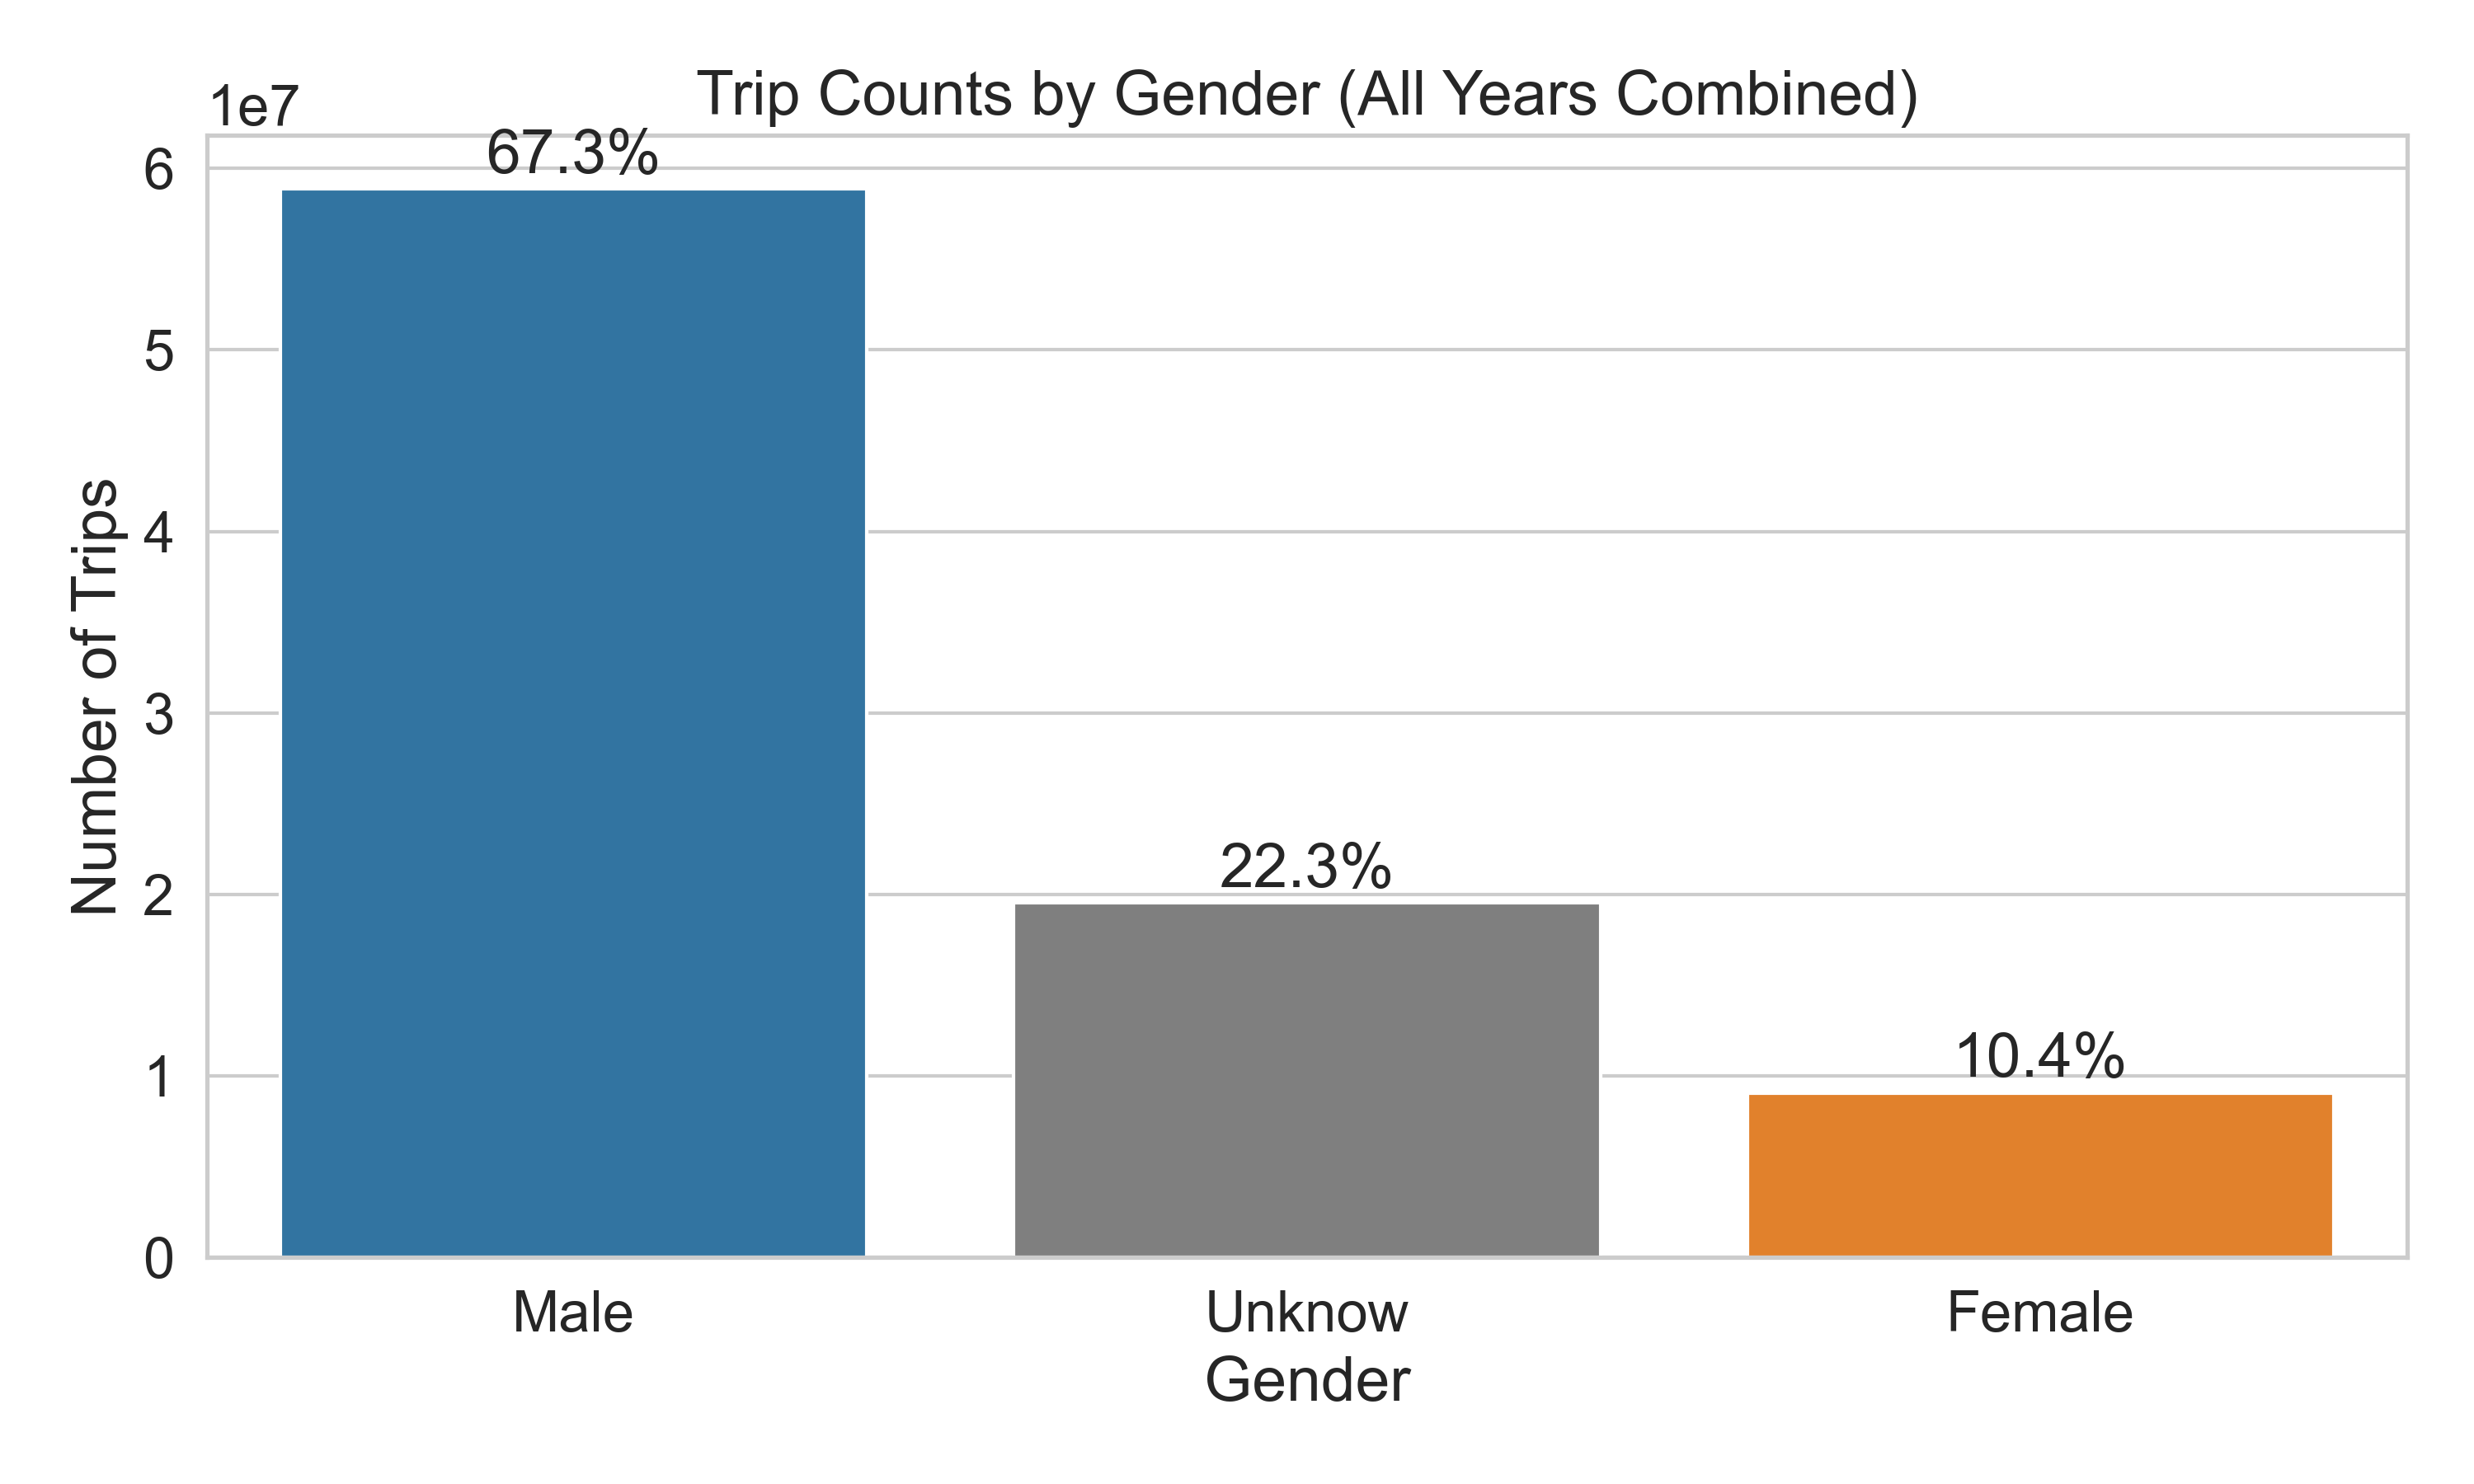 Trip Counts by Gender (All Years Combined)
1e7
67.3%
6
5
4
3
2
1
0
22.3%
10.4%
Number of Trips
Male
Unknow
Female
Gender